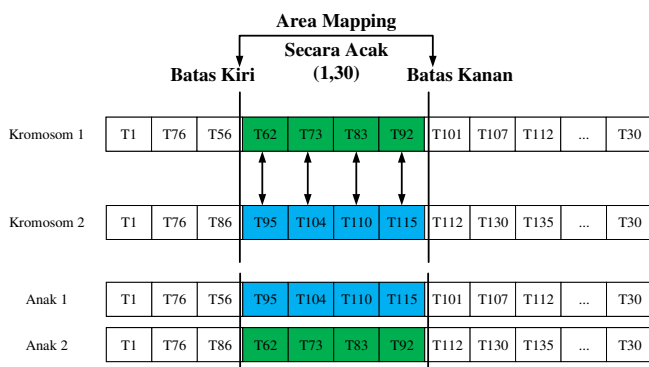 Area Mapping
Secara Acak
(1,30)
Batas Kiri
Batas Kanan
Kromosom 1 T1 T76 T56 T62 T73 T83 T92 T101 T107 T112 ... T30
Kromosom 2 T1 T76 T86 T95 T104 T110 T115 T112 T130 T135 ... T30
Anak 1 T1 T76 T56 T95 T104 T110 T115 T101 T107 T112 ... T30
Anak 2 T1 T76 T86 T62 T73 T83 T92 T112 T130 T135 ... T30